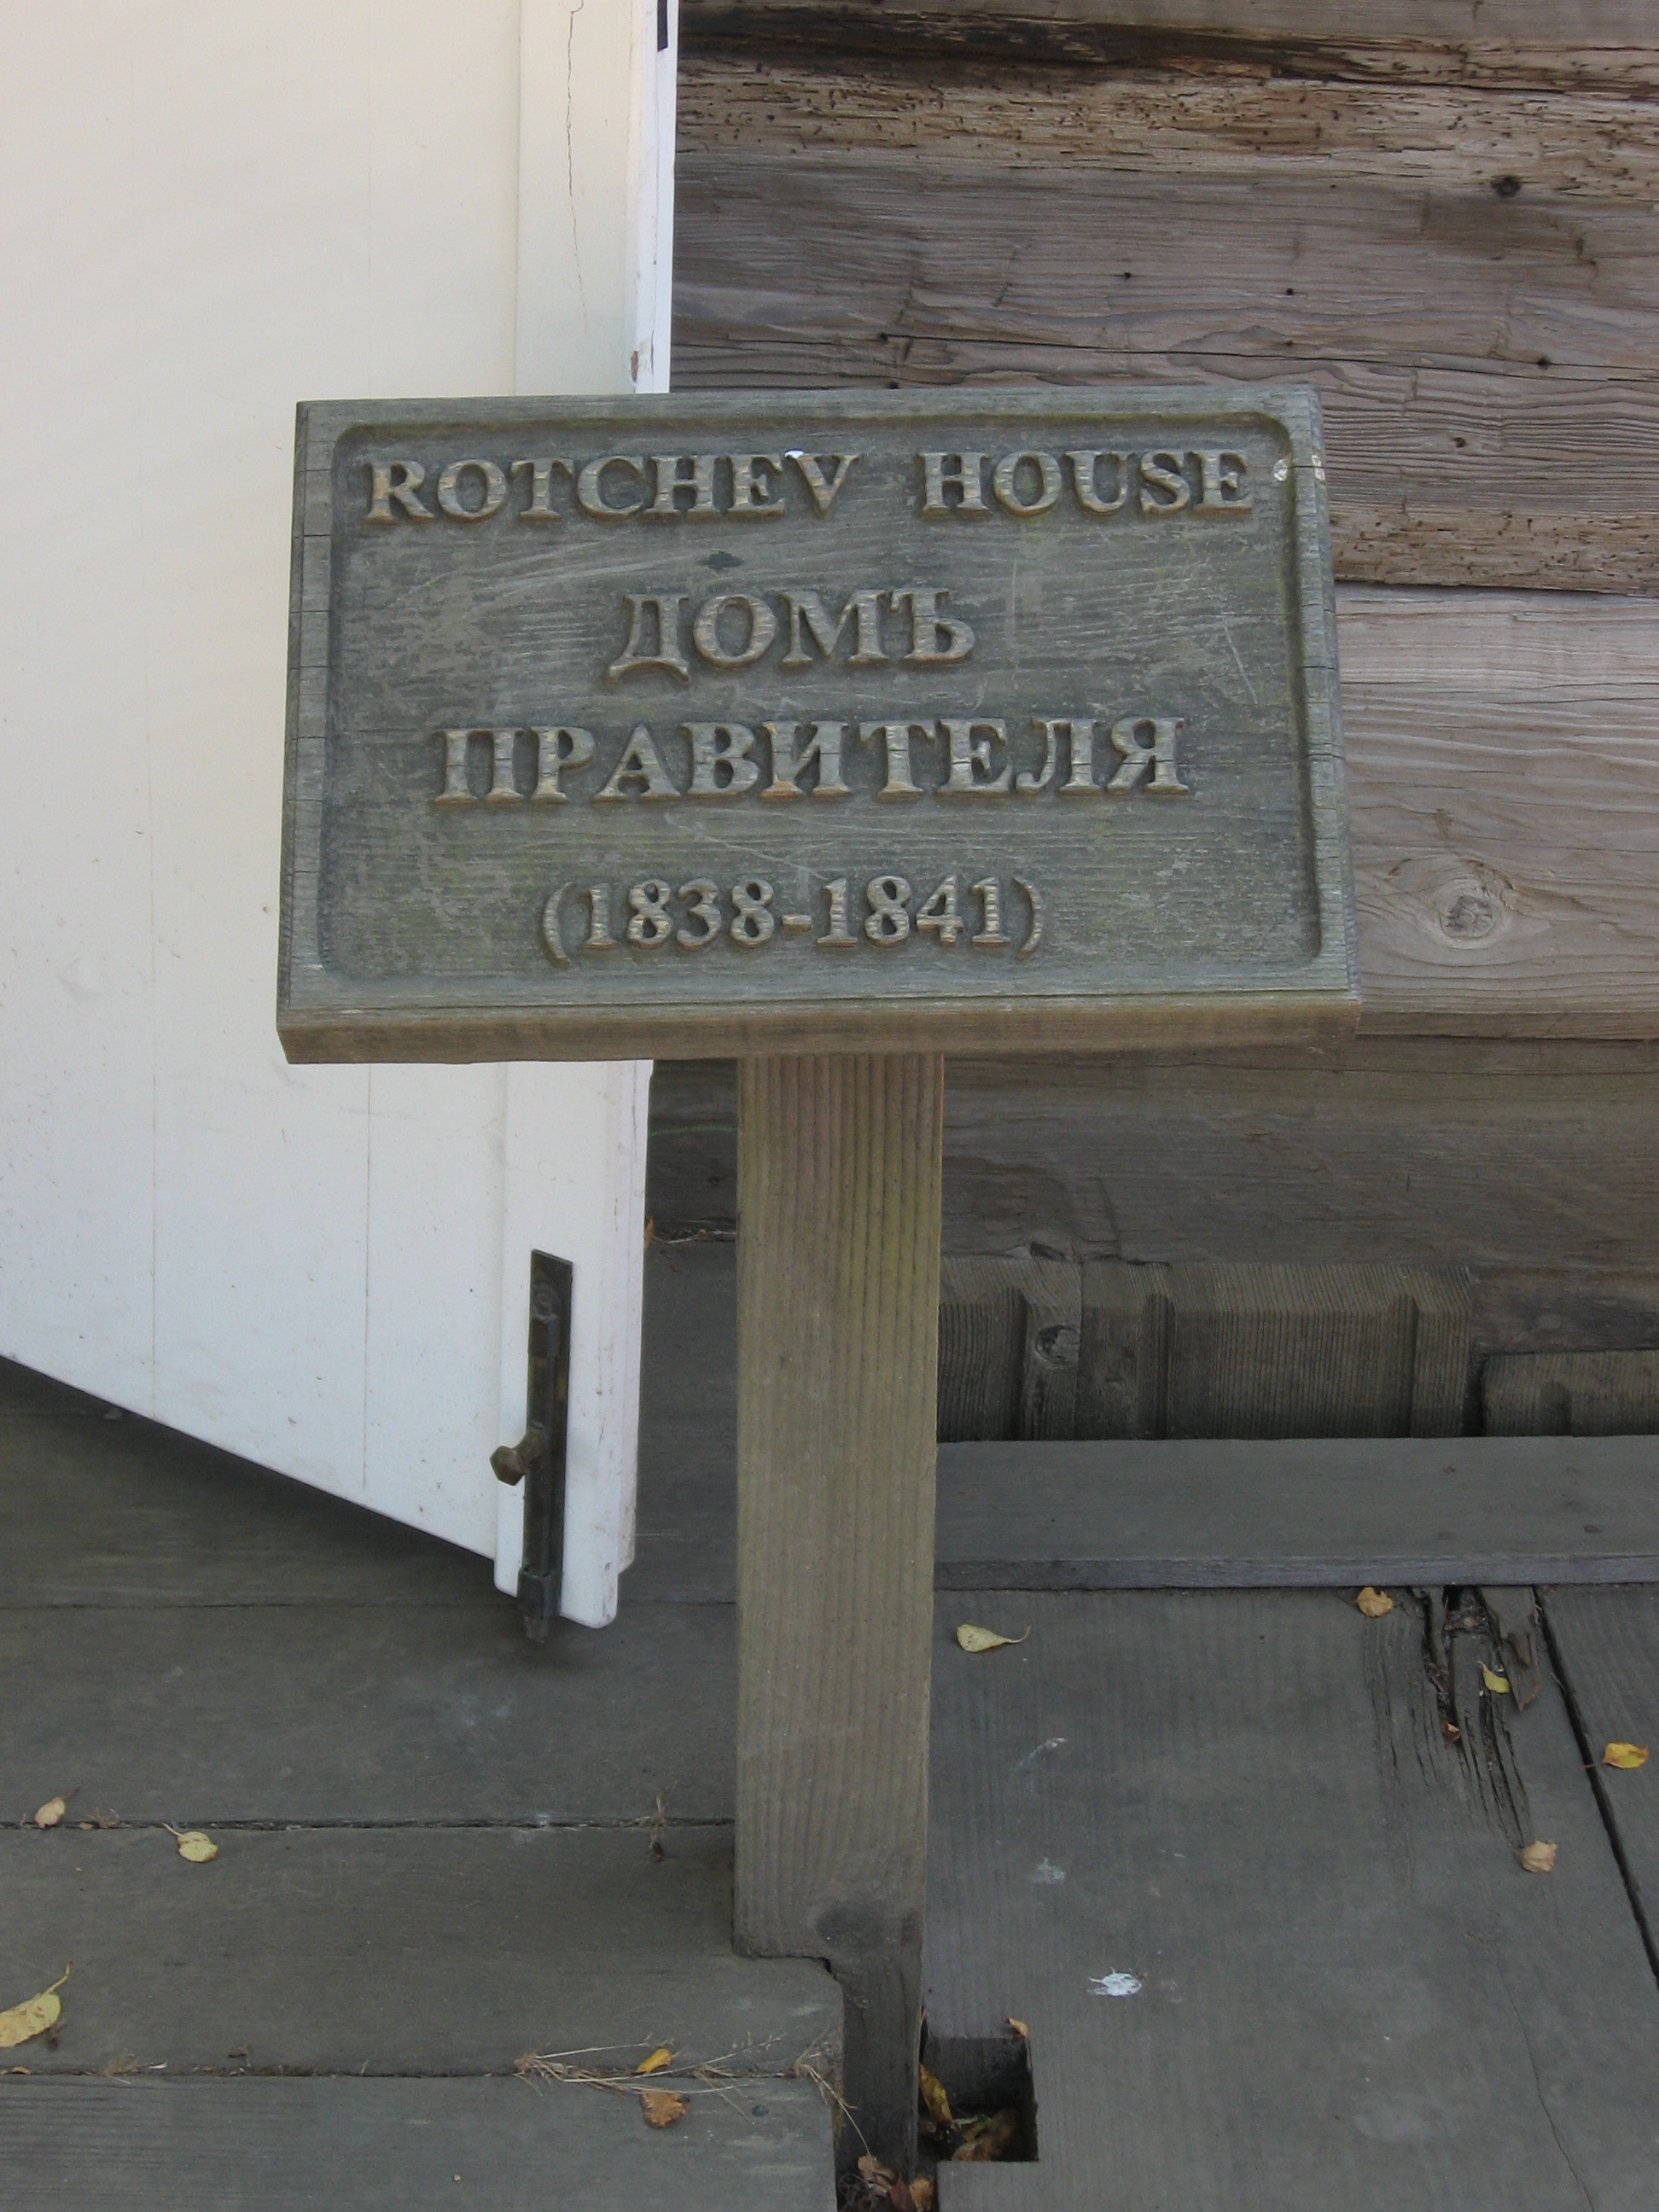 ROTCHEV HOUSE
ДОМЪ
ПРАВИТЕЛЯ
(1838-1841)